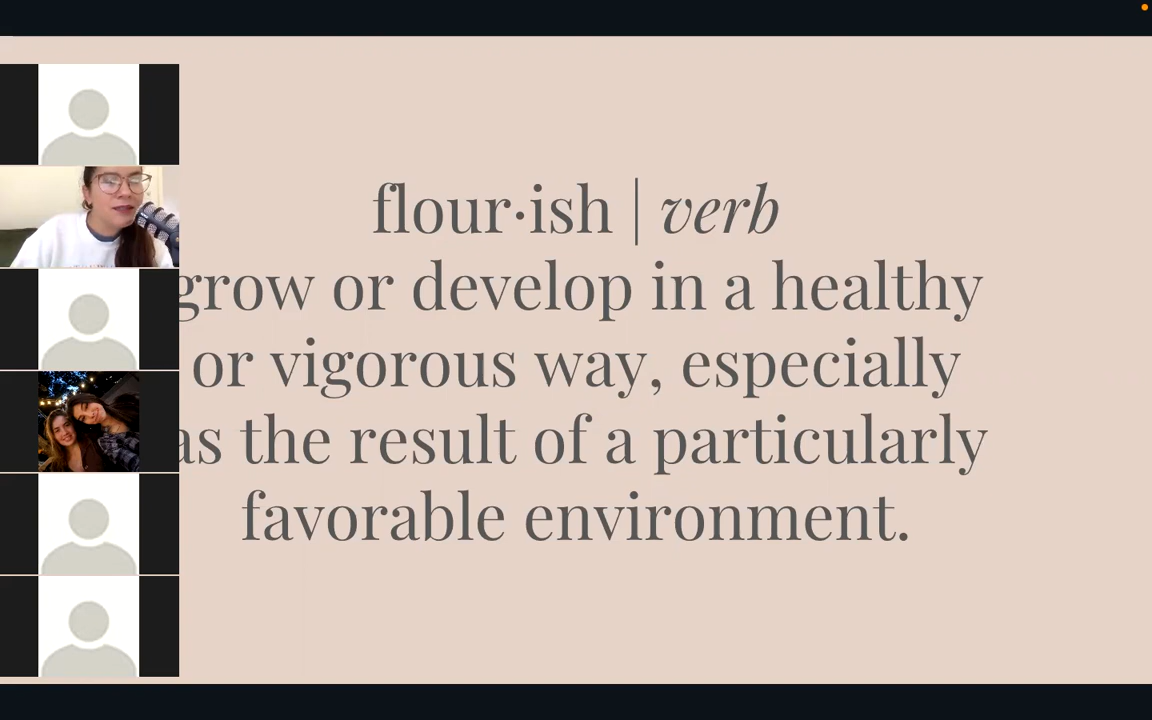 flour·ish | verb
grow or develop in a healthy
or vigorous way, especially
as the result of a particularly
favorable environment.